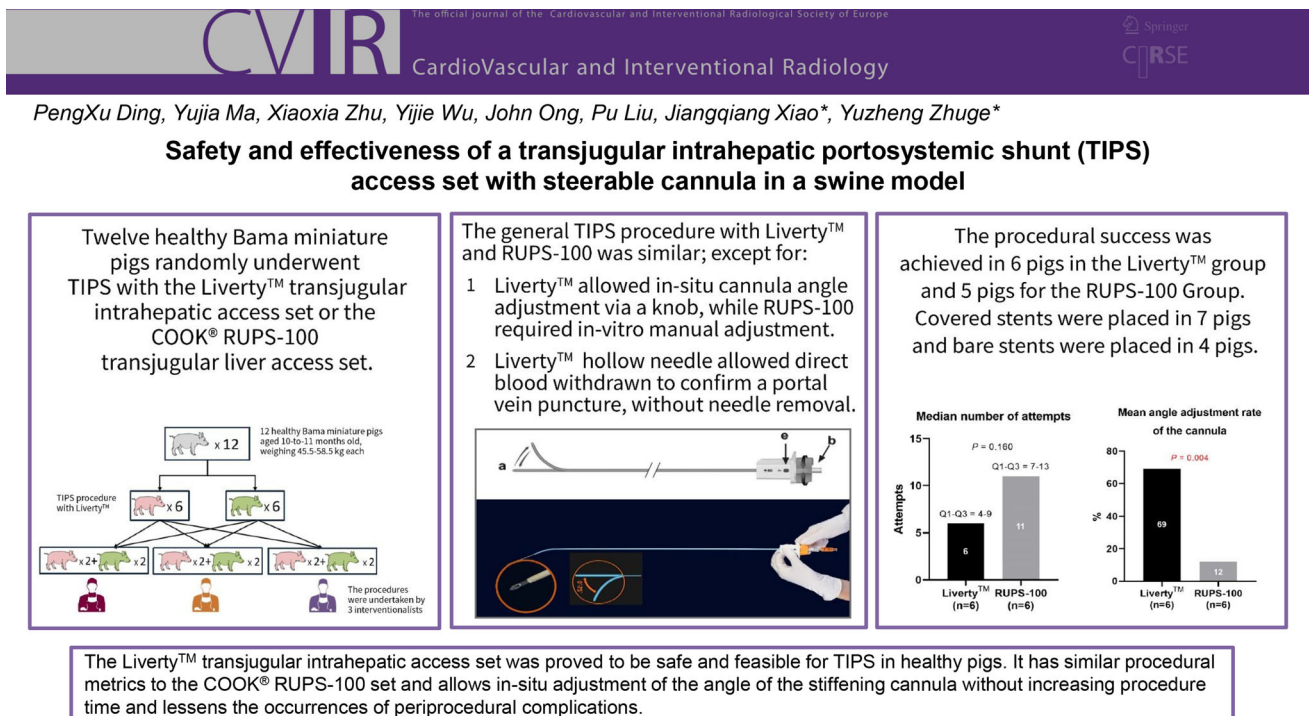 The official journal of the Cardiovascular and Interventional Radiological Society of Europe
CVIR
CardioVascular and Interventional Radiology
Springer
CIRSE
PengXu Ding, Yujia Ma, Xiaoxia Zhu, Yijie Wu, John Ong, Pu Liu, Jiangqiang Xiao*, Yuzheng Zhuge*
Safety and effectiveness of a transjugular intrahepatic portosystemic shunt (TIPS)
access set with steerable cannula in a swine model
Twelve healthy Bama miniature
pigs randomly underwent
TIPS with the Liverty™ transjugular
intrahepatic access set or the
COOK® RUPS-100
transjugular liver access set.
x 12
12 healthy Bama miniature pigs
aged 10-to-11 months old,
weighing 45.5-58.5 kg each
TIPS procedure
with Liverty™
x 6
x 6
x 2+ x 2
x 2+ x 2
x 2+ x 2
The procedures
were undertaken by
3 interventionalists
The general TIPS procedure with Liverty™
and RUPS-100 was similar; except for:
1 Liverty™ allowed in-situ cannula angle
adjustment via a knob, while RUPS-100
required in-vitro manual adjustment.
2 Liverty™ hollow needle allowed direct
blood withdrawn to confirm a portal
vein puncture, without needle removal.
a
e
b
The procedural success was
achieved in 6 pigs in the Liverty™ group
and 5 pigs for the RUPS-100 Group.
Covered stents were placed in 7 pigs
and bare stents were placed in 4 pigs.
Median number of attempts
P = 0.160
Q1-Q3 = 7-13
Q1-Q3 = 4-9
Attempts
15
10
5
0
6
11
Liverty™ RUPS-100
(n=6) (n=6)
Mean angle adjustment rate
of the cannula
P = 0.004
%
80
60
40
20
0
69
12
Liverty™ RUPS-100
(n=6) (n=6)
The Liverty™ transjugular intrahepatic access set was proved to be safe and feasible for TIPS in healthy pigs. It has similar procedural
metrics to the COOK® RUPS-100 set and allows in-situ adjustment of the angle of the stiffening cannula without increasing procedure
time and lessens the occurrences of periprocedural complications.